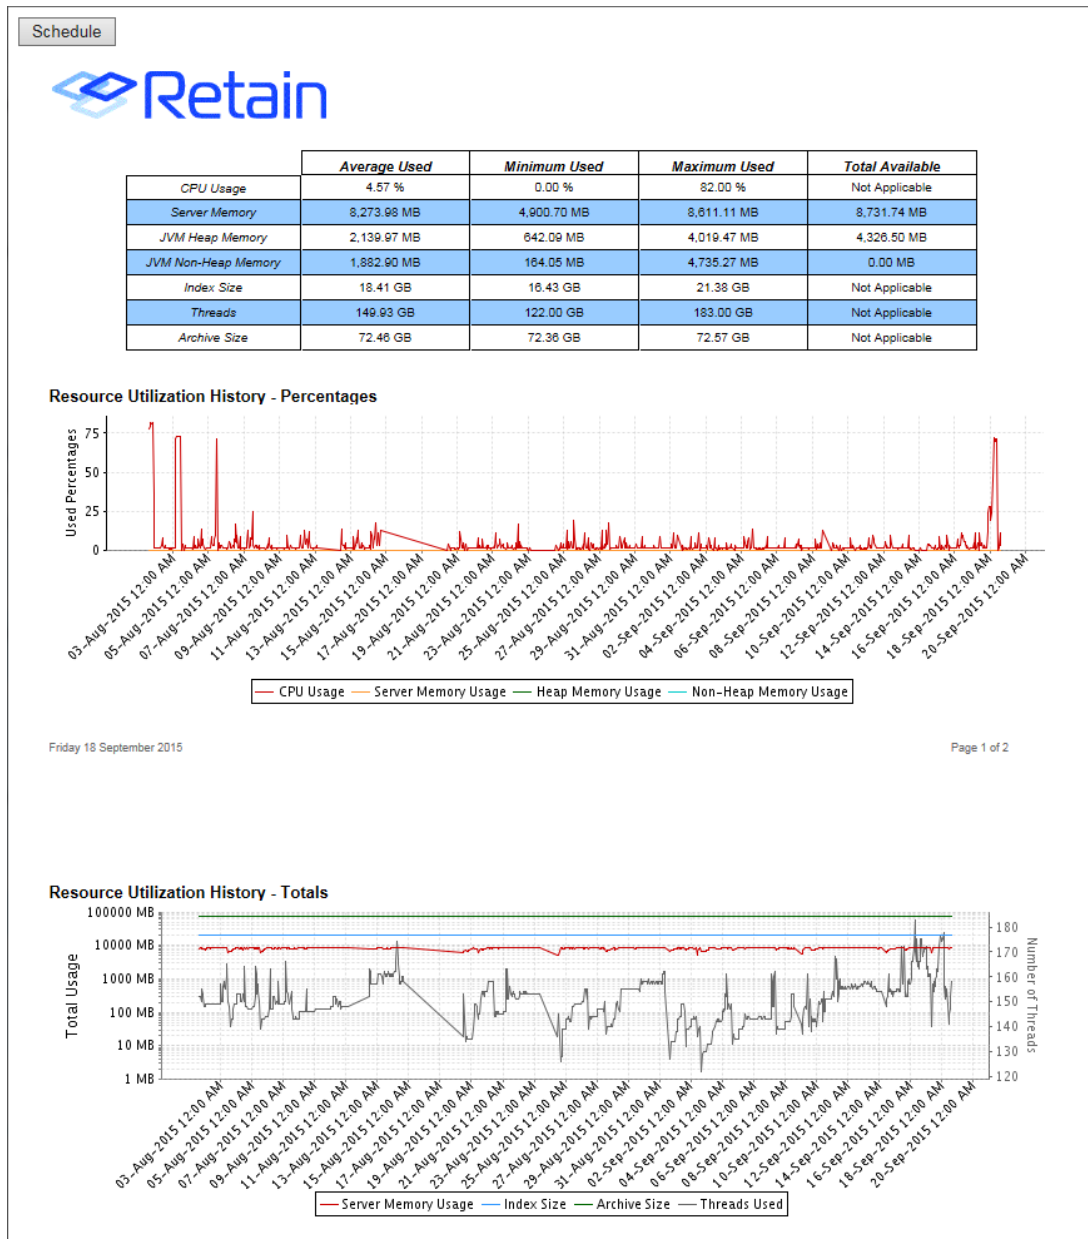 Schedule
Retain
Average Used Minimum Used Maximum Used Total Available
CPU Usage 4.57 % 0.00 % 82.00 % Not Applicable
Server Memory 8,273.98 MB 4,900.70 MB 8,611.11 MB 8,731.74 MB
JVM Heap Memory 2,139.97 MB 642.09 MB 4,019.47 MB 4,326.50 MB
JVM Non-Heap Memory 1,882.90 MB 164.05 MB 4,735.27 MB 0.00 MB
Index Size 18.41 GB 16.43 GB 21.38 GB Not Applicable
Threads 149.93 GB 122.00 GB 183.00 GB Not Applicable
Archive Size 72.46 GB 72.36 GB 72.57 GB Not Applicable
Resource Utilization History - Percentages
Used Percentages
75
50
25
0
03-Aug-2015 12:00 AM
05-Aug-2015 12:00 AM
07-Aug-2015 12:00 AM
09-Aug-2015 12:00 AM
11-Aug-2015 12:00 AM
13-Aug-2015 12:00 AM
15-Aug-2015 12:00 AM
17-Aug-2015 12:00 AM
19-Aug-2015 12:00 AM
21-Aug-2015 12:00 AM
23-Aug-2015 12:00 AM
25-Aug-2015 12:00 AM
27-Aug-2015 12:00 AM
29-Aug-2015 12:00 AM
31-Aug-2015 12:00 AM
02-Sep-2015 12:00 AM
04-Sep-2015 12:00 AM
06-Sep-2015 12:00 AM
08-Sep-2015 12:00 AM
10-Sep-2015 12:00 AM
12-Sep-2015 12:00 AM
14-Sep-2015 12:00 AM
16-Sep-2015 12:00 AM
18-Sep-2015 12:00 AM
20-Sep-2015 12:00 AM
CPU Usage Server Memory Usage Heap Memory Usage Non-Heap Memory Usage
Friday 18 September 2015 Page 1 of 2
Resource Utilization History - Totals
Total Usage
100000 MB
10000 MB
1000 MB
100 MB
10 MB
1 MB
180
170
160
150
140
130
120
Number of Threads
03-Aug-2015 12:00 AM
05-Aug-2015 12:00 AM
07-Aug-2015 12:00 AM
09-Aug-2015 12:00 AM
11-Aug-2015 12:00 AM
13-Aug-2015 12:00 AM
15-Aug-2015 12:00 AM
17-Aug-2015 12:00 AM
19-Aug-2015 12:00 AM
21-Aug-2015 12:00 AM
23-Aug-2015 12:00 AM
25-Aug-2015 12:00 AM
27-Aug-2015 12:00 AM
29-Aug-2015 12:00 AM
31-Aug-2015 12:00 AM
02-Sep-2015 12:00 AM
04-Sep-2015 12:00 AM
06-Sep-2015 12:00 AM
08-Sep-2015 12:00 AM
10-Sep-2015 12:00 AM
12-Sep-2015 12:00 AM
14-Sep-2015 12:00 AM
16-Sep-2015 12:00 AM
18-Sep-2015 12:00 AM
20-Sep-2015 12:00 AM
Server Memory Usage Index Size Archive Size Threads Used